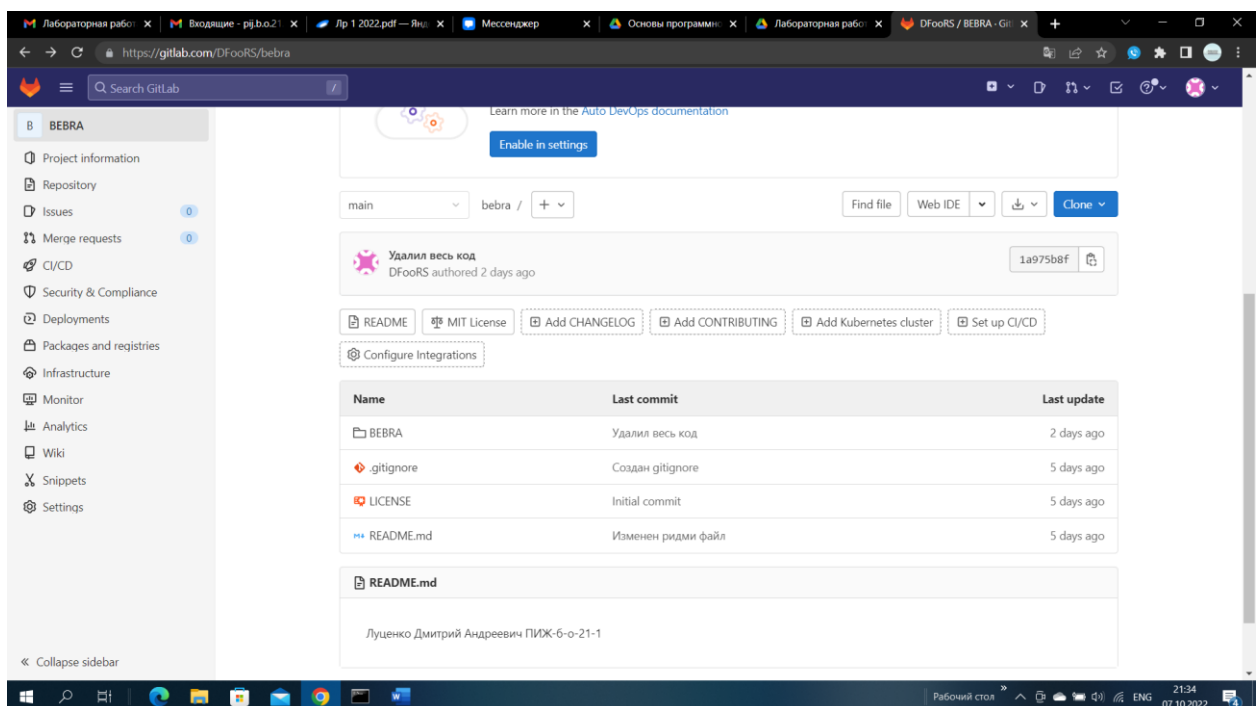 Лабораторная работ
Входящие - pij.b.o.21
Лр 1 2022.pdf — Янд
Мессенджер
Основы программис
Лабораторная работ
DFooRS / BEBRA · Git
https://gitlab.com/DFooRS/bebra
Search GitLab
/
B BEBRA
Project information
Repository
Issues 0
Merge requests 0
CI/CD
Security & Compliance
Deployments
Packages and registries
Infrastructure
Monitor
Analytics
Wiki
Snippets
Settings
« Collapse sidebar
Learn more in the Auto DevOps documentation
Enable in settings
main bebra / + Find file Web IDE Clone
Удалил весь код
DFooRS authored 2 days ago
1a975b8f
README MIT License Add CHANGELOG Add CONTRIBUTING Add Kubernetes cluster Set up CI/CD
Configure Integrations
Name Last commit Last update
BEBRA Удалил весь код 2 days ago
.gitignore Создан gitignore 5 days ago
LICENSE Initial commit 5 days ago
README.md Изменен ридми файл 5 days ago
README.md
Луценко Дмитрий Андреевич ПИЖ-б-о-21-1
Рабочий стол » ENG 21:34
07.10.2022
4